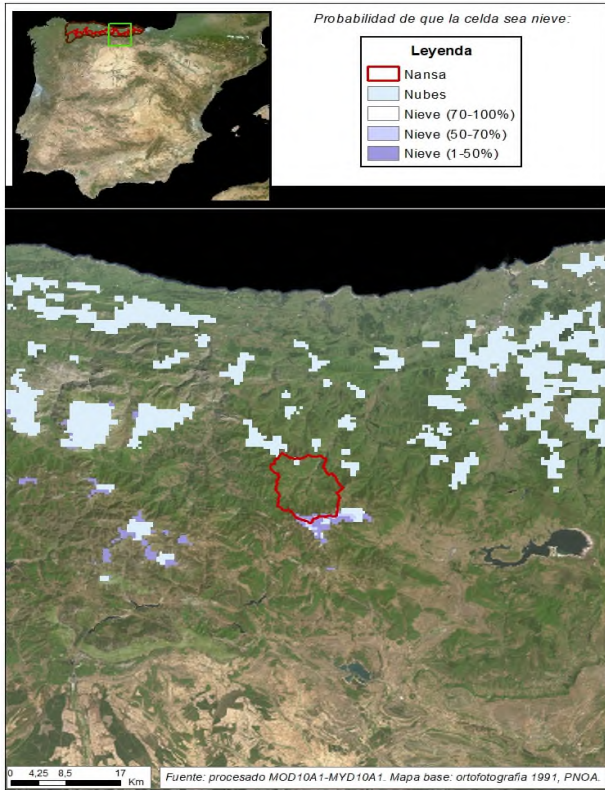 Probabilidad de que la celda sea nieve:
Leyenda
Nansa
Nubes
Nieve (70-100%)
Nieve (50-70%)
Nieve (1-50%)
0 4,25 8,5 17
Km
Fuente: procesado MOD10A1-MYD10A1. Mapa base: ortofotografia 1991, PNOA.